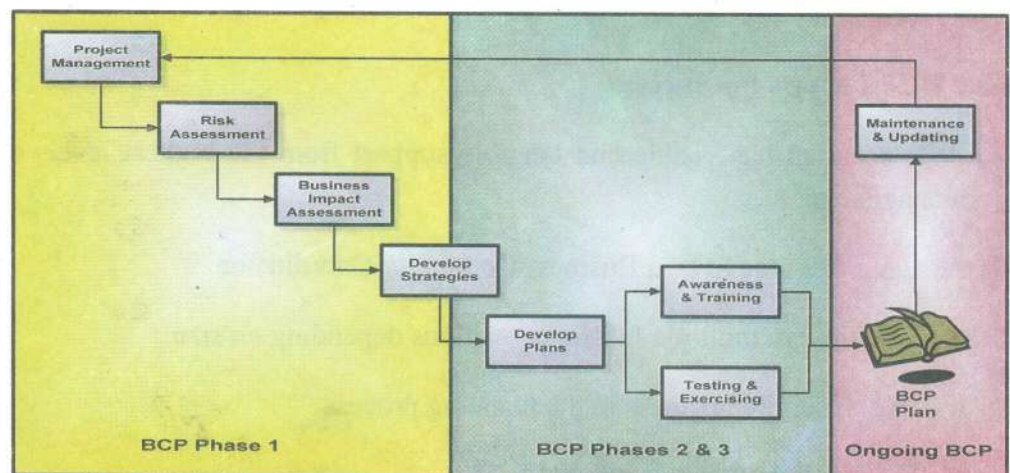 Project
Management
Risk
Assessment
Business
Impact
Assessment
Develop
Strategies
Develop
Plans
Awareness
& Training
Testing &
Exercising
Maintenance
& Updating
BCP
Plan
BCP Phase 1
BCP Phases 2 & 3
Ongoing BCP